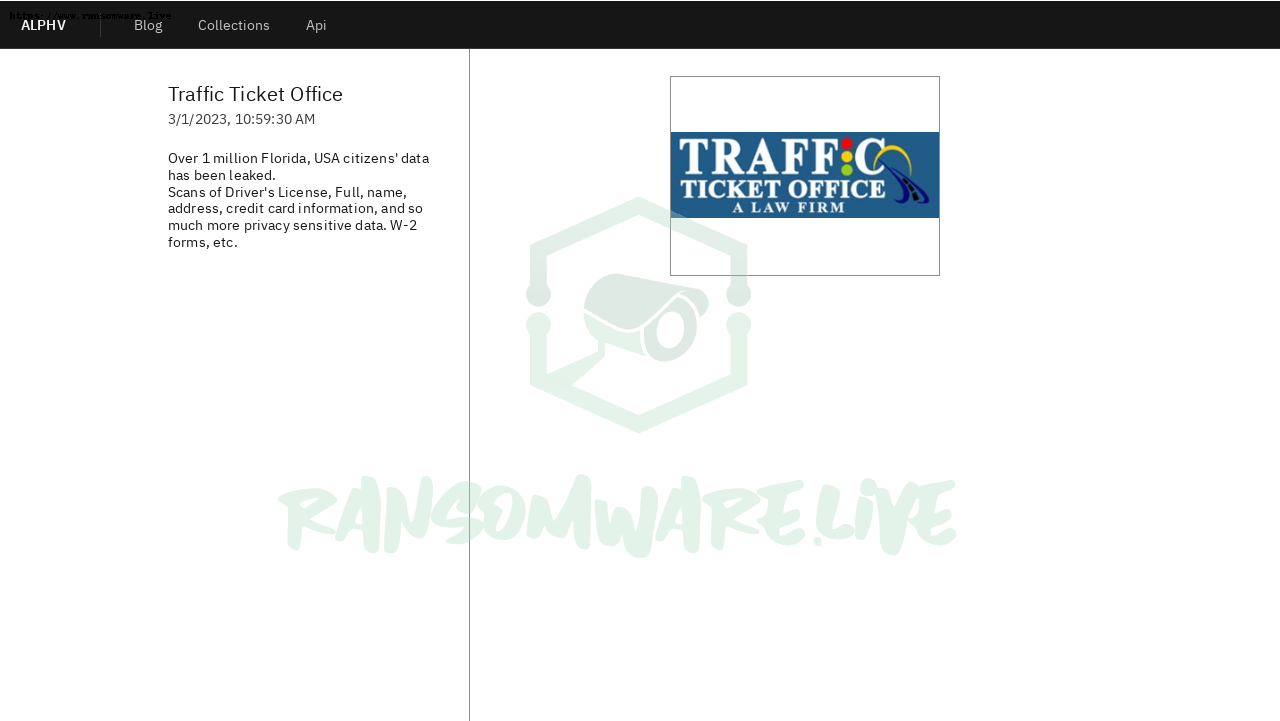 https://www.ransomware.live
ALPHV
Blog
Collections
Api
Traffic Ticket Office
3/1/2023, 10:59:30 AM
Over 1 million Florida, USA citizens' data
has been leaked.
Scans of Driver's License, Full, name,
address, credit card information, and so
much more privacy sensitive data. W-2
forms, etc.
TRAFFIC
TICKET OFFICE
A LAW FIRM
RANSOMWARE.LIVE